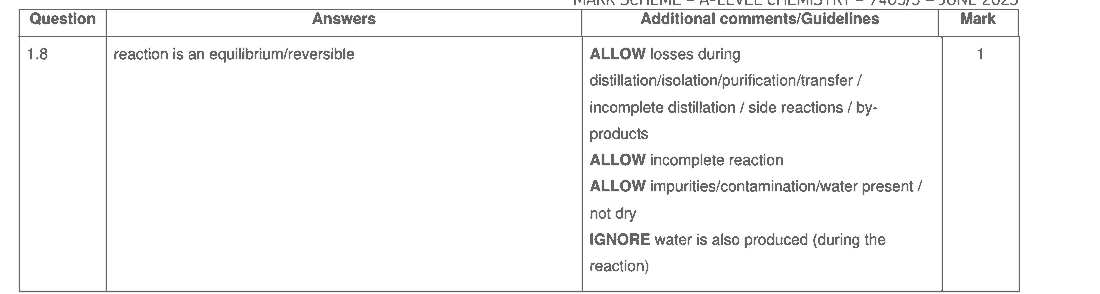 MARK SCHEME – A-LEVEL CHEMISTRY – 7405/3 – JUNE 2023
Question Answers Additional comments/Guidelines Mark
1.8 reaction is an equilibrium/reversible ALLOW losses during 1
distillation/isolation/purification/transfer /
incomplete distillation / side reactions / by-
products
ALLOW incomplete reaction
ALLOW impurities/contamination/water present /
not dry
IGNORE water is also produced (during the
reaction)